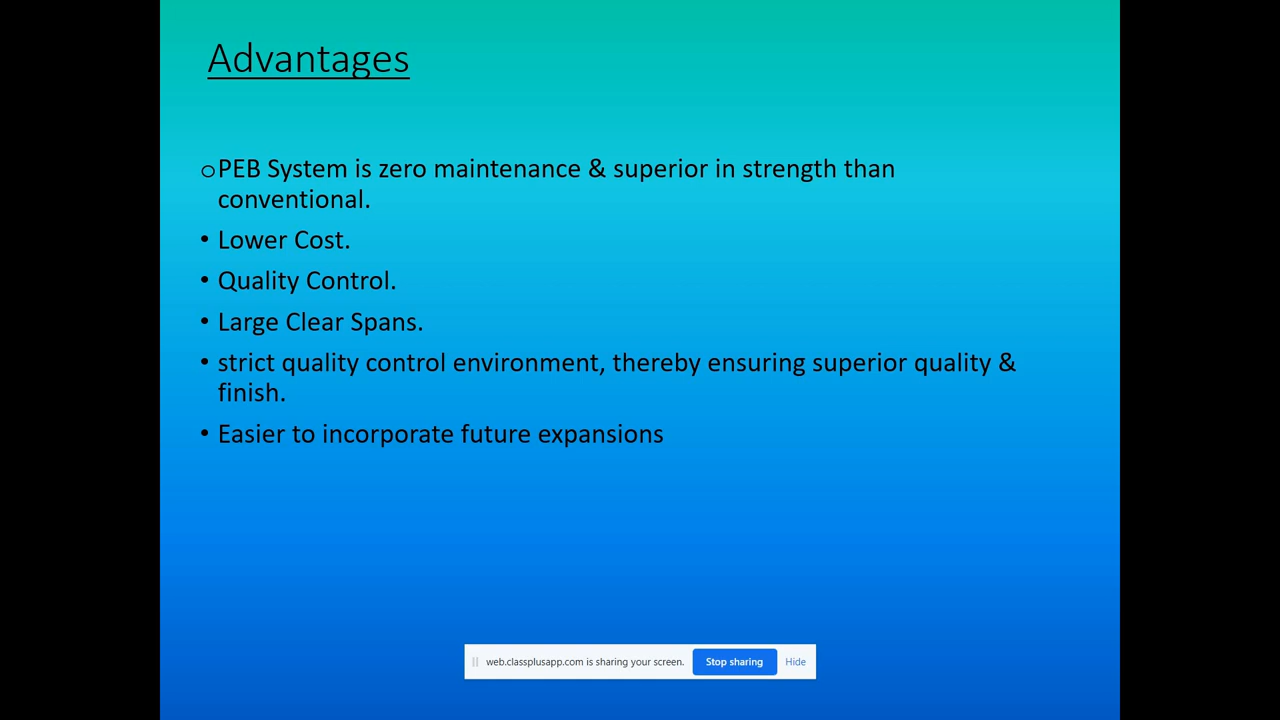 Advantages
oPEB System is zero maintenance & superior in strength than
conventional.
• Lower Cost.
• Quality Control.
• Large Clear Spans.
• strict quality control environment, thereby ensuring superior quality &
finish.
• Easier to incorporate future expansions
web.classplusapp.com is sharing your screen. Stop sharing Hide